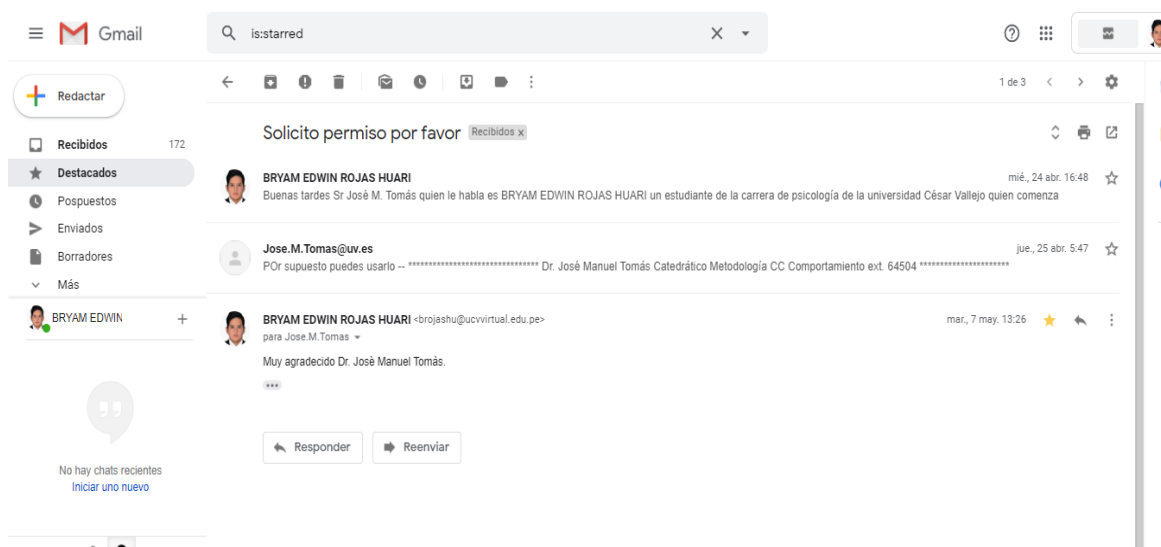 Gmail
is:starred
Redactar
1 de 3
Recibidos 172
Destacados
Pospuestos
Enviados
Borradores
Más
BRYAM EDWIN
No hay chats recientes
Iniciar uno nuevo
Solicito permiso por favor Recibidos x
BRYAM EDWIN ROJAS HUARI mié., 24 abr. 16:48
Buenas tardes Sr José M. Tomás quien le habla es BRYAM EDWIN ROJAS HUARI un estudiante de la carrera de psicología de la universidad César Vallejo quien comenza
Jose.M.Tomas@uv.es jue., 25 abr. 5:47
POr supuesto puedes usarlo -- ******************************** Dr. José Manuel Tomás Catedrático Metodología CC Comportamiento ext. 64504 **********************
BRYAM EDWIN ROJAS HUARI <brojashu@ucvvirtual.edu.pe> mar., 7 may. 13:26
para Jose.M.Tomas
Muy agradecido Dr. Josè Manuel Tomás.
Responder Reenviar